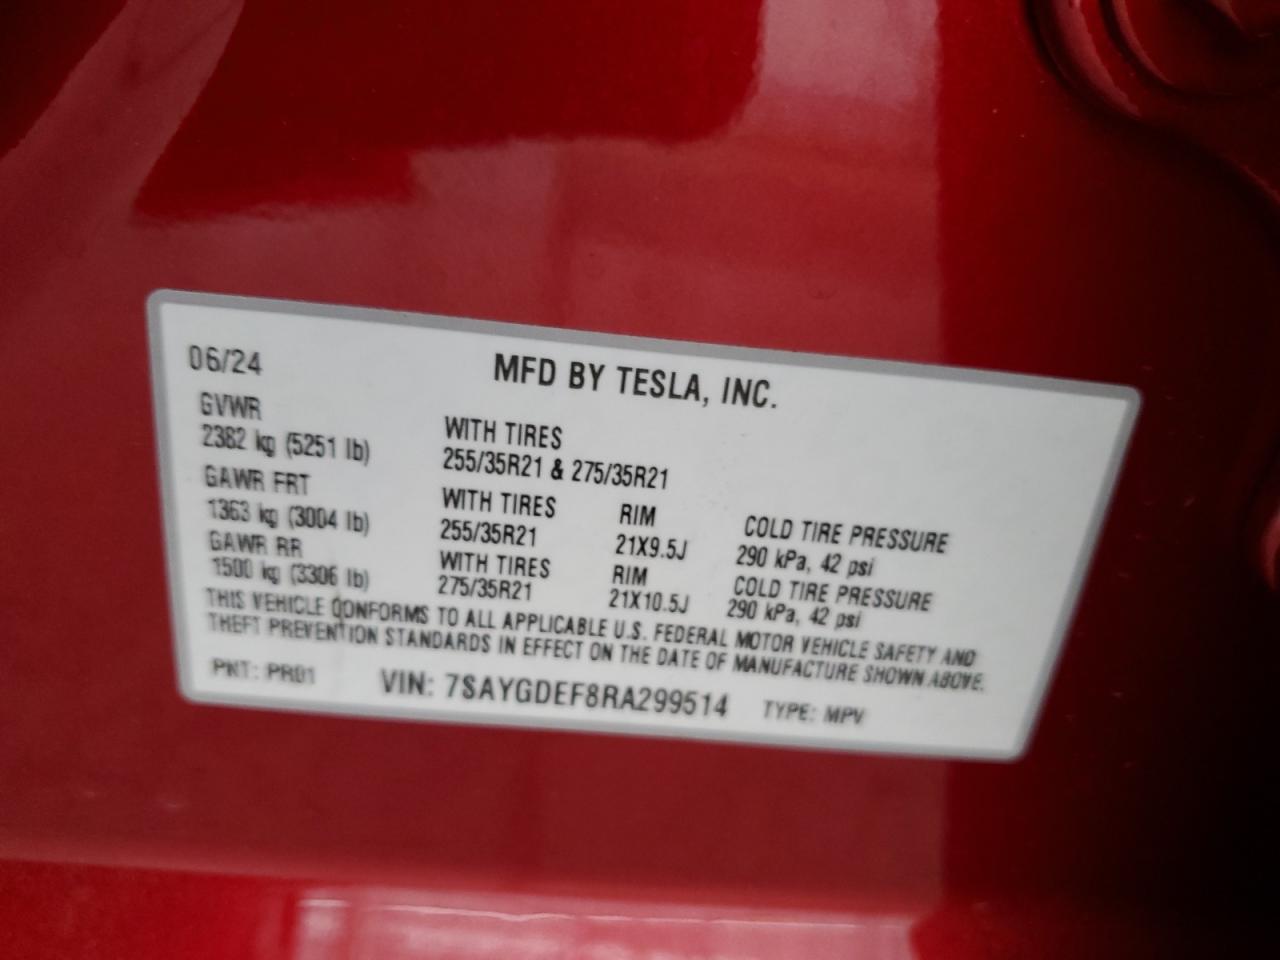 06/24 MFD BY TESLA, INC.
GVWR
2382 kg (5251 lb)
WITH TIRES
255/35R21 & 275/35R21
GAWR FRT
1363 kg (3004 lb)
WITH TIRES
255/35R21
RIM
21X9.5J
COLD TIRE PRESSURE
290 kPa, 42 psi
GAWR RR
1500 kg (3306 lb)
WITH TIRES
275/35R21
RIM
21X10.5J
COLD TIRE PRESSURE
290 kPa, 42 psi
THIS VEHICLE CONFORMS TO ALL APPLICABLE U.S. FEDERAL MOTOR VEHICLE SAFETY AND
THEFT PREVENTION STANDARDS IN EFFECT ON THE DATE OF MANUFACTURE SHOWN ABOVE.
PNT: PR01 VIN: 7SAYGDEF8RA299514 TYPE: MPV